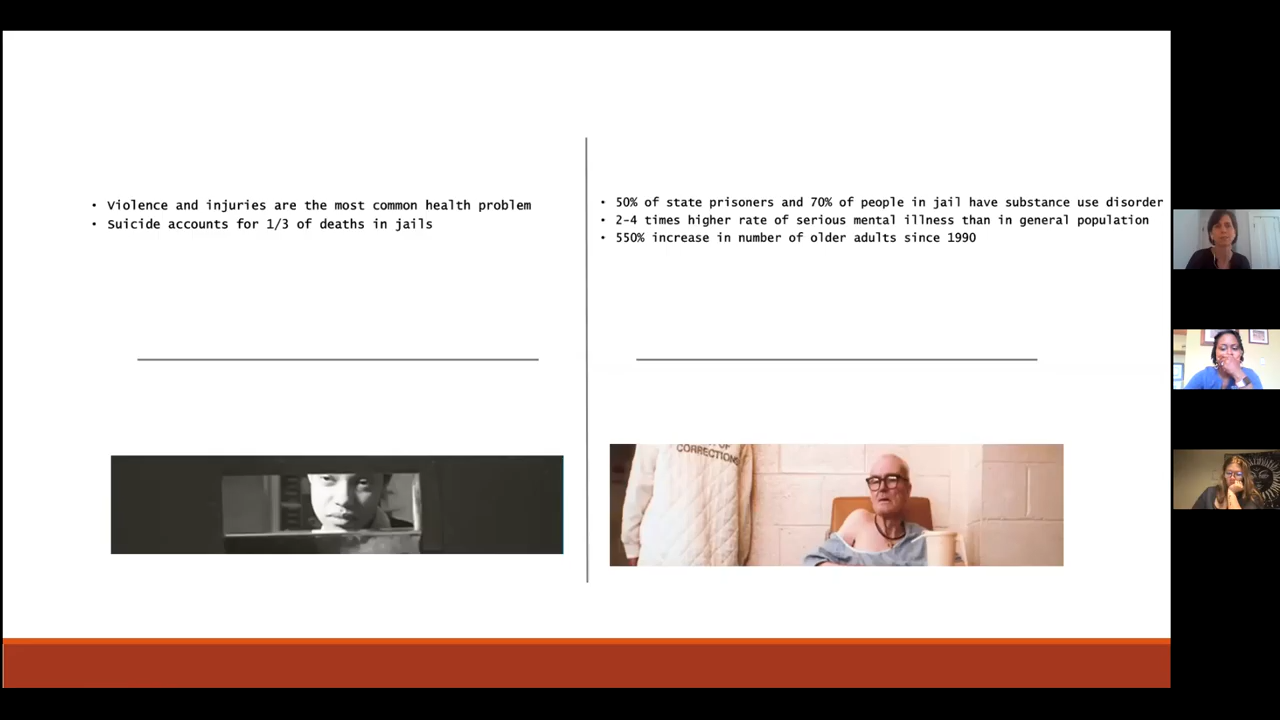 • Violence and injuries are the most common health problem
• Suicide accounts for 1/3 of deaths in jails
• 50% of state prisoners and 70% of people in jail have substance use disorder
• 2-4 times higher rate of serious mental illness than in general population
• 550% increase in number of older adults since 1990
CORRECTIONS